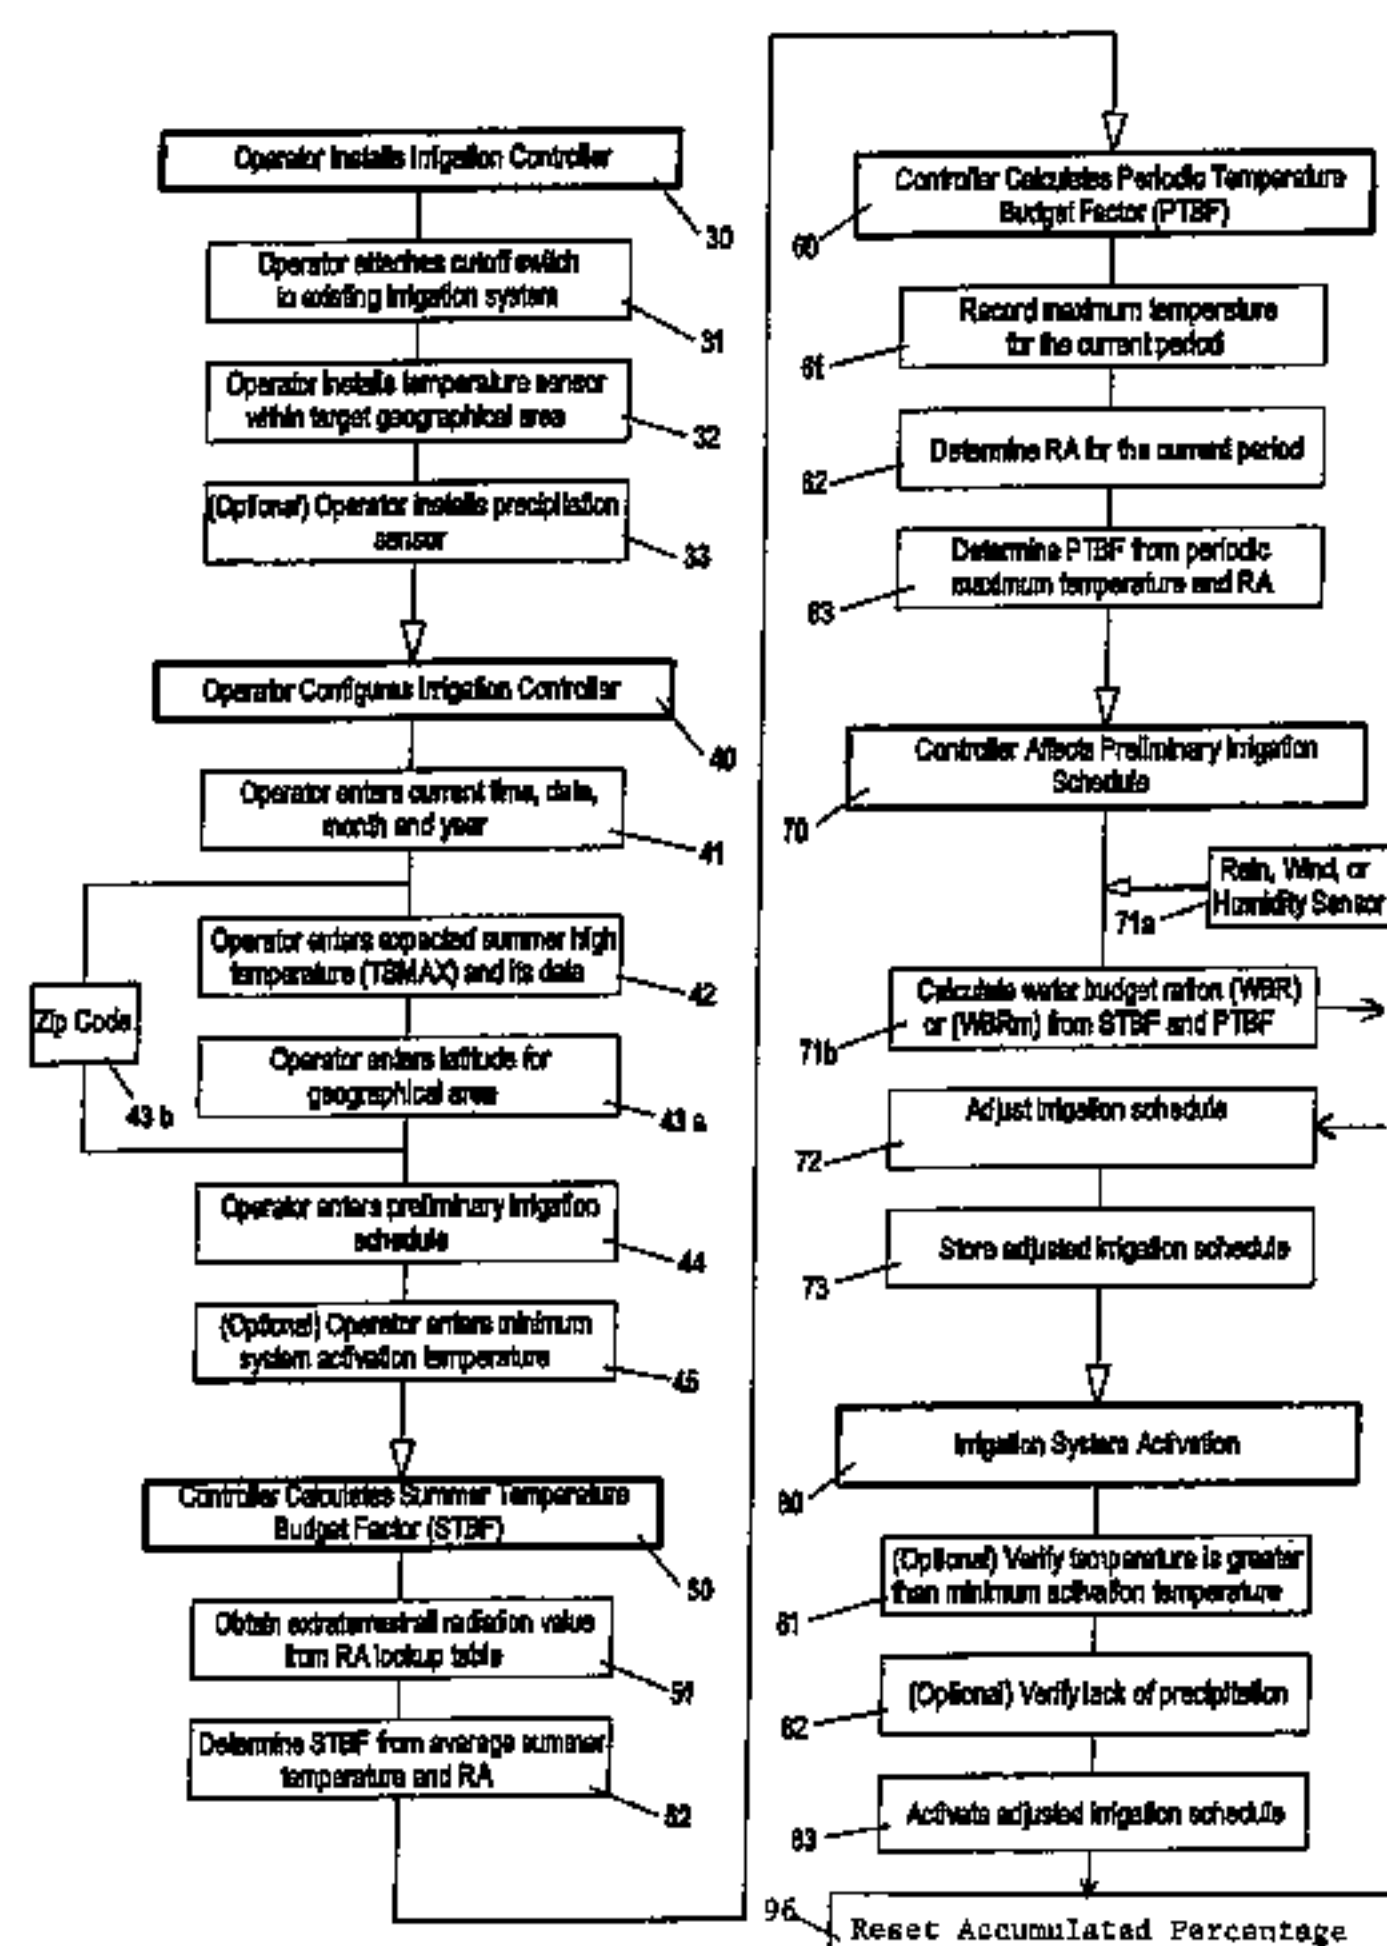 Operator Installs Irrigation Controller
30
Operator attaches cutoff switch
to existing irrigation system
31
Operator installs temperature sensor
within target geographical area
32
(Optional) Operator installs precipitation
sensor
33
Operator Configures Irrigation Controller
40
Operator enters current time, date,
month and year
41
Operator enters expected summer high
temperature (TSMAX) and its date
42
Zip Code
43 b
Operator enters latitude for
geographical area
43 a
Operator enters preliminary irrigation
schedule
44
(Optional) Operator enters minimum
system activation temperature
45
Controller Calculates Summer Temperature
Budget Factor (STBF)
50
Obtain extraterrestriall radiation value
from RA lookup table
51
Determine STBF from average summer
temperature and RA
52
Controller Calculates Periodic Temperature
Budget Factor (PTBF)
60
Record maximum temperature
for the current period
61
Determine RA for the current period
62
Determine PTBF from periodic
maximum temperature and RA
63
Controller Affects Preliminary Irrigation
Schedule
70
Rain, Wind, or
Humidity Sensor
71a
Calculate water budget ration (WBR)
or (WBRm) from STBF and PTBF
71b
Adjust irrigation schedule
72
Store adjusted irrigation schedule
73
Irrigation System Activation
80
(Optional) Verify temperature is greater
than minimum activation temperature
81
(Optional) Verify lack of precipitation
82
Activate adjusted irrigation schedule
83
96
Reset Accumulated Percentage